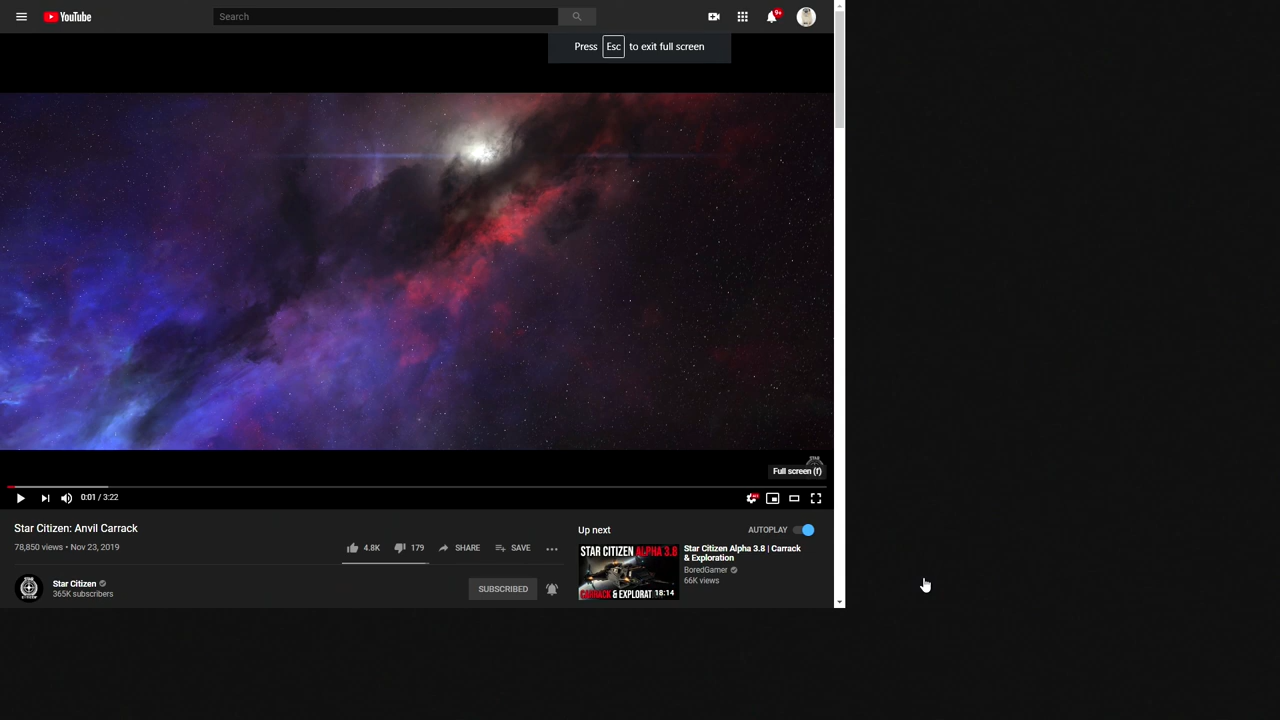 YouTube
Search
9+
Press Esc to exit full screen
STAR
Full screen (f)
0:01 / 3:22
Star Citizen: Anvil Carrack
78,850 views • Nov 23, 2019
4.8K
179
SHARE
SAVE
Star Citizen
365K subscribers
SUBSCRIBED
Up next
AUTOPLAY
STAR CITIZEN ALPHA 3.8
CARRACK & EXPLORAT
18:14
Star Citizen Alpha 3.8 | Carrack
& Exploration
BoredGamer
66K views